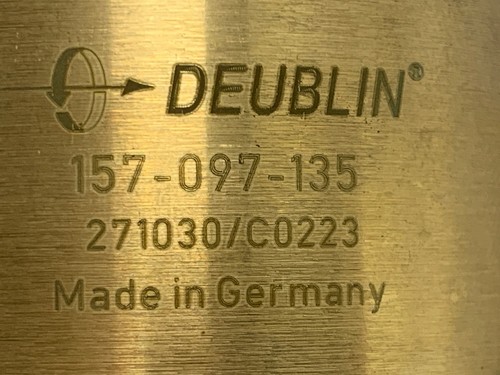 DEUBLIN®
157-097-135
271030/C0223
Made in Germany